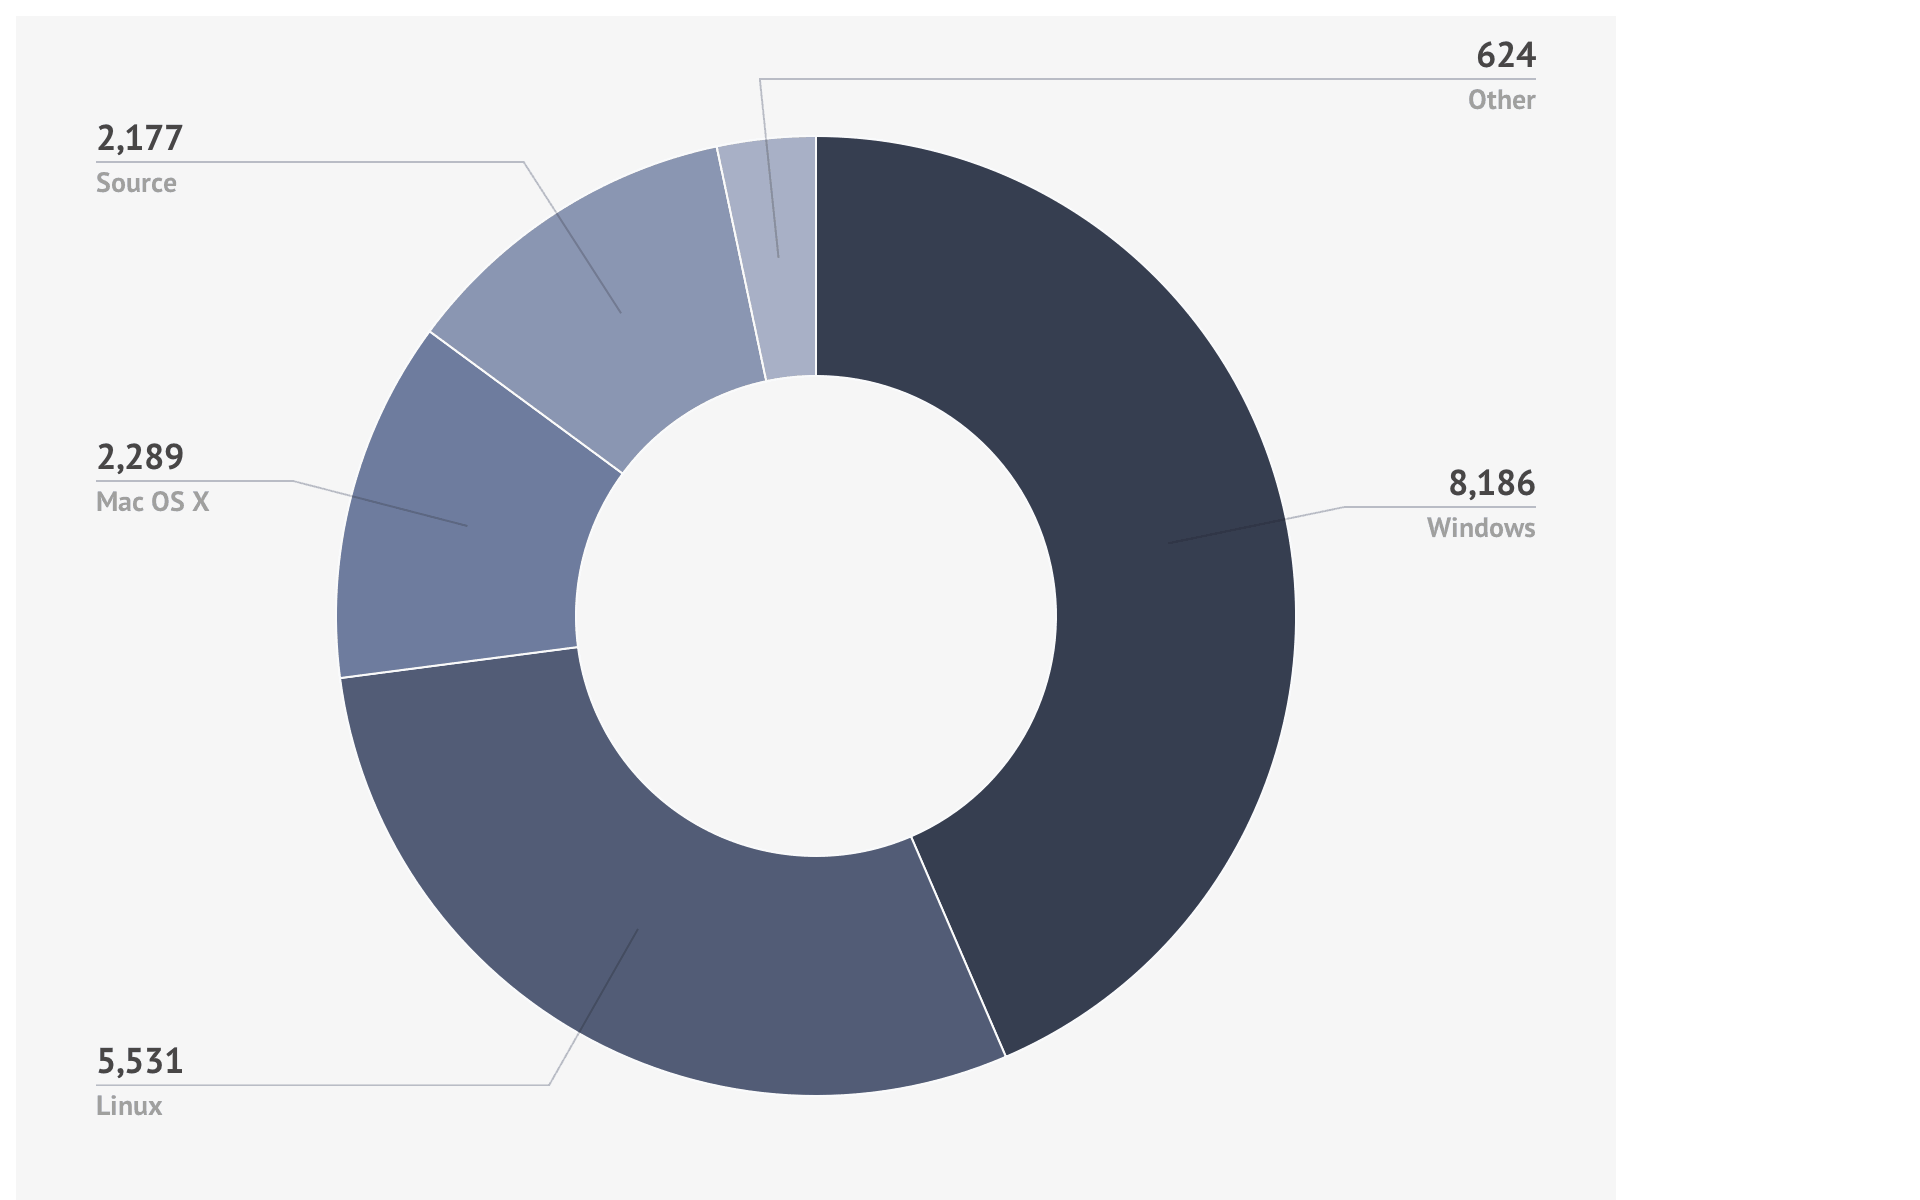 624
Other
2,177
Source
2,289
Mac OS X
8,186
Windows
5,531
Linux